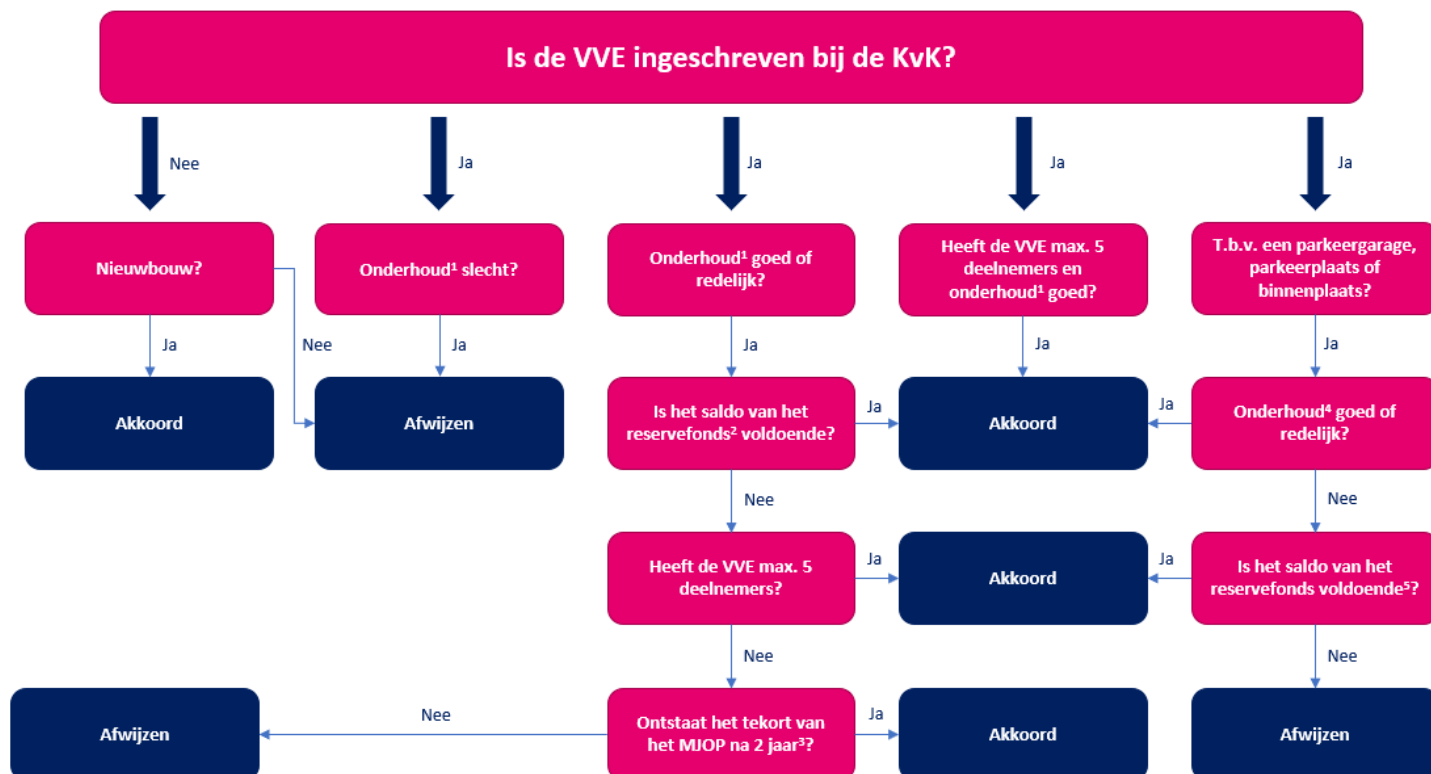 Is de VVE ingeschreven bij de KvK?
Nee
Ja
Ja
Ja
Ja
Nieuwbouw?
Onderhoud¹ slecht?
Onderhoud¹ goed of
redelijk?
Heeft de VVE max. 5
deelnemers en
onderhoud¹ goed?
T.b.v. een parkeergarage,
parkeerplaats of
binnenplaats?
Ja
Nee
Ja
Ja
Ja
Ja
Akkoord
Afwijzen
Is het saldo van het
reservefonds² voldoende?
Ja
Akkoord
Ja
Onderhoud⁴ goed of
redelijk?
Nee
Nee
Heeft de VVE max. 5
deelnemers?
Ja
Akkoord
Ja
Is het saldo van het
reservefonds voldoende⁵?
Nee
Nee
Afwijzen
Nee
Ontstaat het tekort van
het MJOP na 2 jaar³?
Ja
Akkoord
Afwijzen